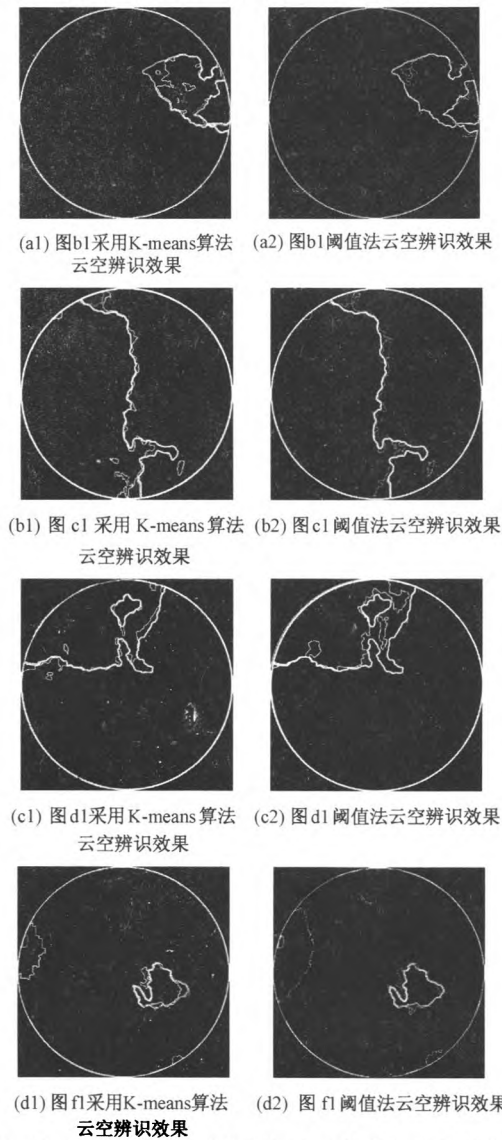 (a1) 图b1采用K-means算法
云空辨识效果
(a2) 图b1阈值法云空辨识效果
(b1) 图 c1 采用 K-means 算法
云空辨识效果
(b2) 图c1阈值法云空辨识效果
(c1) 图d1采用K-means算法
云空辨识效果
(c2) 图d1阈值法云空辨识效果
(d1) 图f1采用K-means算法
云空辨识效果
(d2) 图 f1阈值法云空辨识效果